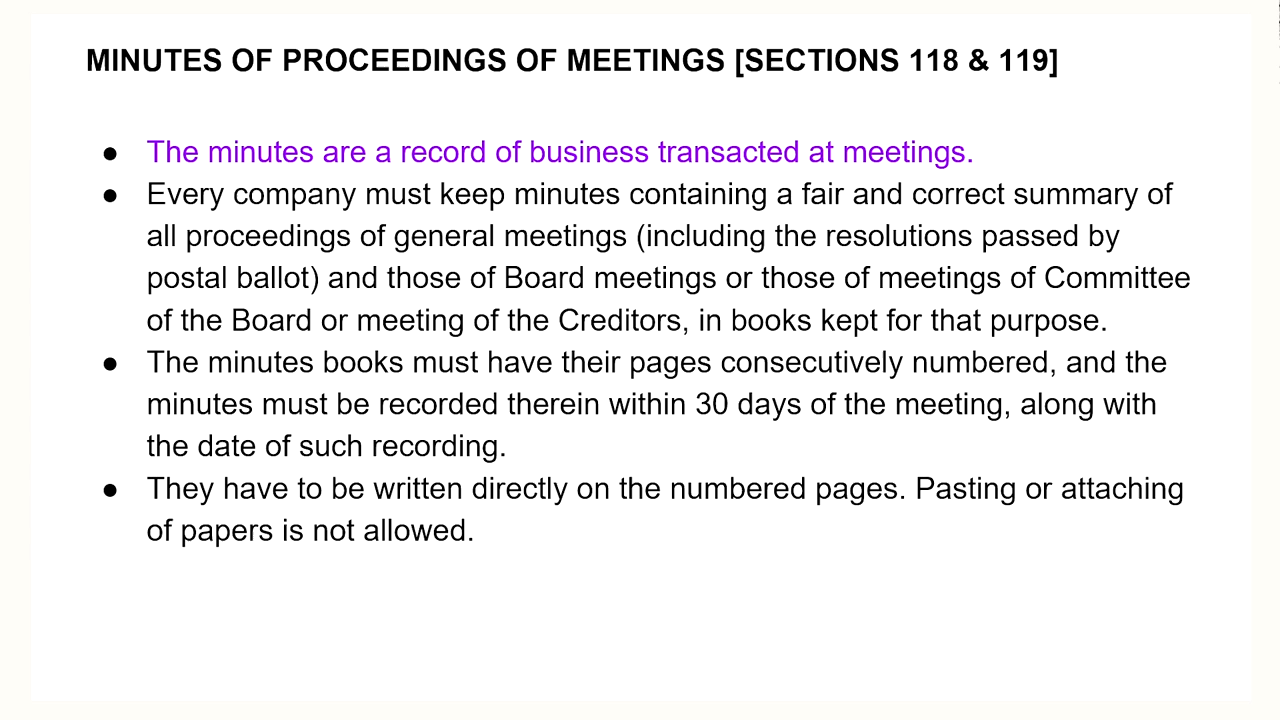 MINUTES OF PROCEEDINGS OF MEETINGS [SECTIONS 118 & 119]
● The minutes are a record of business transacted at meetings.
● Every company must keep minutes containing a fair and correct summary of
all proceedings of general meetings (including the resolutions passed by
postal ballot) and those of Board meetings or those of meetings of Committee
of the Board or meeting of the Creditors, in books kept for that purpose.
● The minutes books must have their pages consecutively numbered, and the
minutes must be recorded therein within 30 days of the meeting, along with
the date of such recording.
● They have to be written directly on the numbered pages. Pasting or attaching
of papers is not allowed.